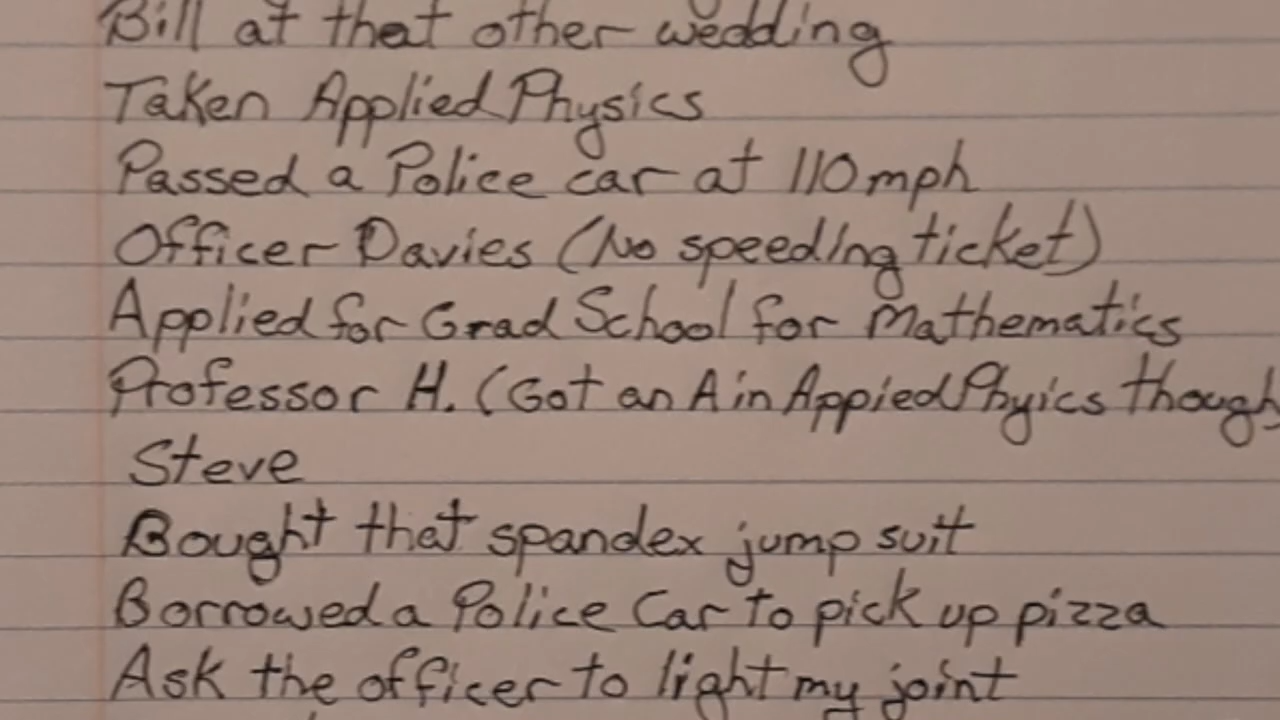 Bill at that other wedding
Taken Applied Physics
Passed a Police car at 110 mph
Officer Davies (No speeding ticket)
Applied for Grad School for Mathematics
Professor H. (Got an A in Appied Phyics though
Steve
Bought that spandex jump suit
Borrowed a Police Car to pick up pizza
Ask the officer to light my joint